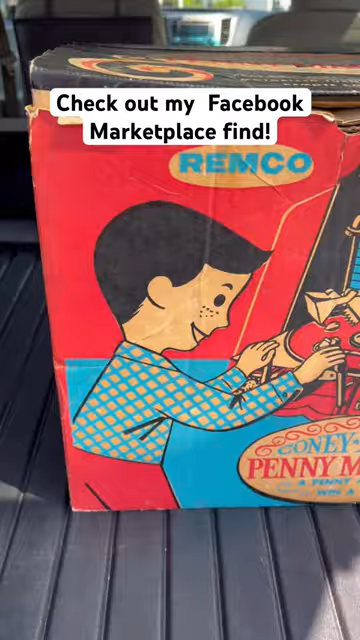 Check out my Facebook
Marketplace find!
REMCO
CONEY
PENNY M
A PENNY
WIN A